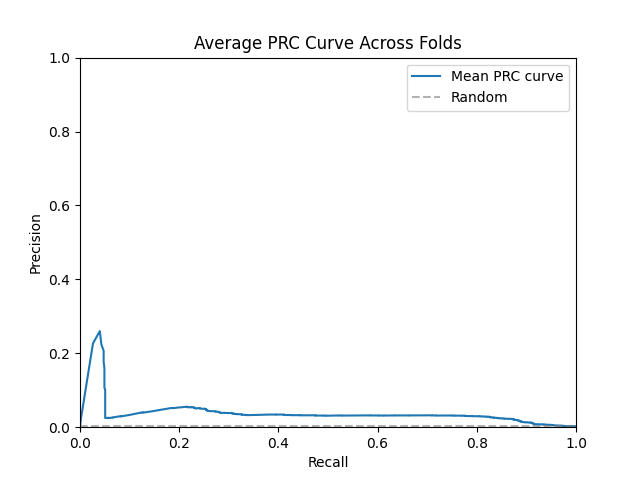 Average PRC Curve Across Folds
1.0
0.8
0.6
0.4
0.2
0.0
Precision
Mean PRC curve
Random
0.0 0.2 0.4 0.6 0.8 1.0
Recall